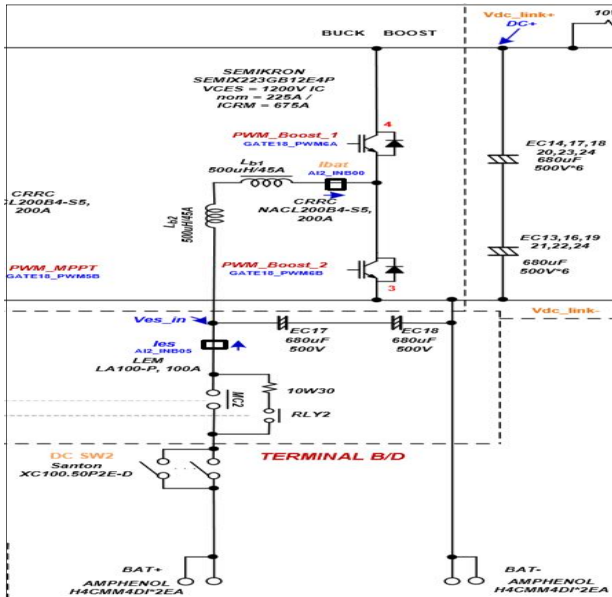 Vdc_link+
DC+
10
BUCK BOOST
SEMIKRON
SEMIX223GB12E4P
VCES = 1200V IC
nom = 225A /
ICRM = 675A
4
PWM_Boost_1
GATE18_PWM6A
Lb1
500uH/45A
Ibat
AI2_INB00
EC14,17,18
20,23,24
680uF
500V*6
CRRC
NACL200B4-S5,
200A
CRRC
CL200B4-S5,
200A
Lb2
500uH/45A
EC13,16,19
21,22,24
680uF
500V*6
PWM_MPPT
GATE18_PWM5B
PWM_Boost_2
GATE18_PWM6B
3
Vdc_link-
Ves_in
EC17
680uF
500V
EC18
680uF
500V
Ies
AI2_INB05
LEM
LA100-P, 100A
10W30
MC2
RLY2
DC SW2
Santon
XC100.50P2E-D
TERMINAL B/D
BAT+
AMPHENOL
H4CMM4DI*2EA
BAT-
AMPHENOL
H4CMM4DI*2EA